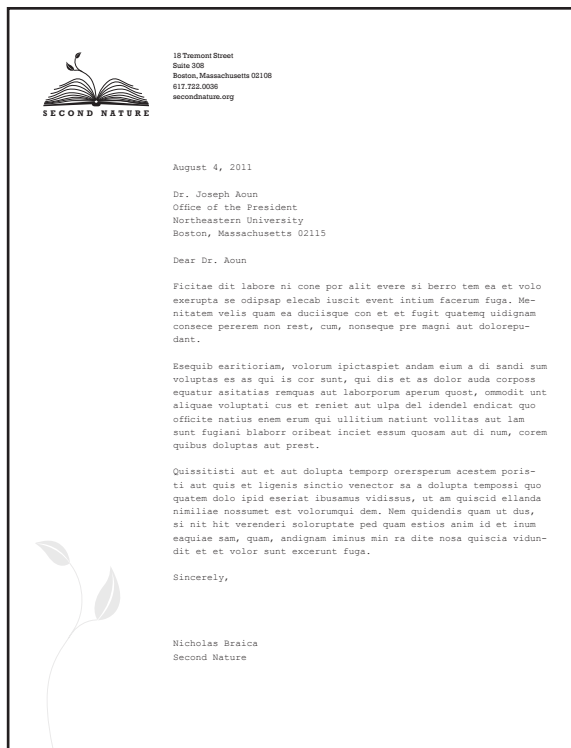 SECOND NATURE
18 Tremont Street
Suite 308
Boston, Massachusetts 02108
617.722.0036
secondnature.org
August 4, 2011
Dr. Joseph Aoun
Office of the President
Northeastern University
Boston, Massachusetts 02115
Dear Dr. Aoun
Ficitae dit labore ni cone por alit evere si berro tem ea et volo
exerupta se odipsap elecab iuscit event intium facerum fuga. Me-
nitatem velis quam ea duciisque con et et fugit quatemq uidignam
consece pererem non rest, cum, nonseque pre magni aut dolorepu-
dant.
Esequib earitioriam, volorum ipictaspiet andam eium a di sandi sum
voluptas es as qui is cor sunt, qui dis et as dolor auda corposs
equatur asitatias remquas aut laborporum aperum quost, ommodit unt
aliquae voluptati cus et reniet aut ulpa del idendel endicat quo
officite natius enem erum qui ullitium natiunt vollitas aut lam
sunt fugiani blaborr oribeat inciet essum quosam aut di num, corem
quibus doluptas aut prest.
Quissitisti aut et aut dolupta temporp orersperum acestem poris-
ti aut quis et ligenis sinctio venector sa a dolupta tempossi quo
quatem dolo ipid eseriat ibusamus vidissus, ut am quiscid ellanda
nimiliae nossumet est volorumqui dem. Nem quidendis quam ut dus,
si nit hit verenderi soloruptate ped quam estios anim id et inum
eaquiae sam, quam, andignam iminus min ra dite nosa quiscia vidun-
dit et et volor sunt excerunt fuga.
Sincerely,
Nicholas Braica
Second Nature